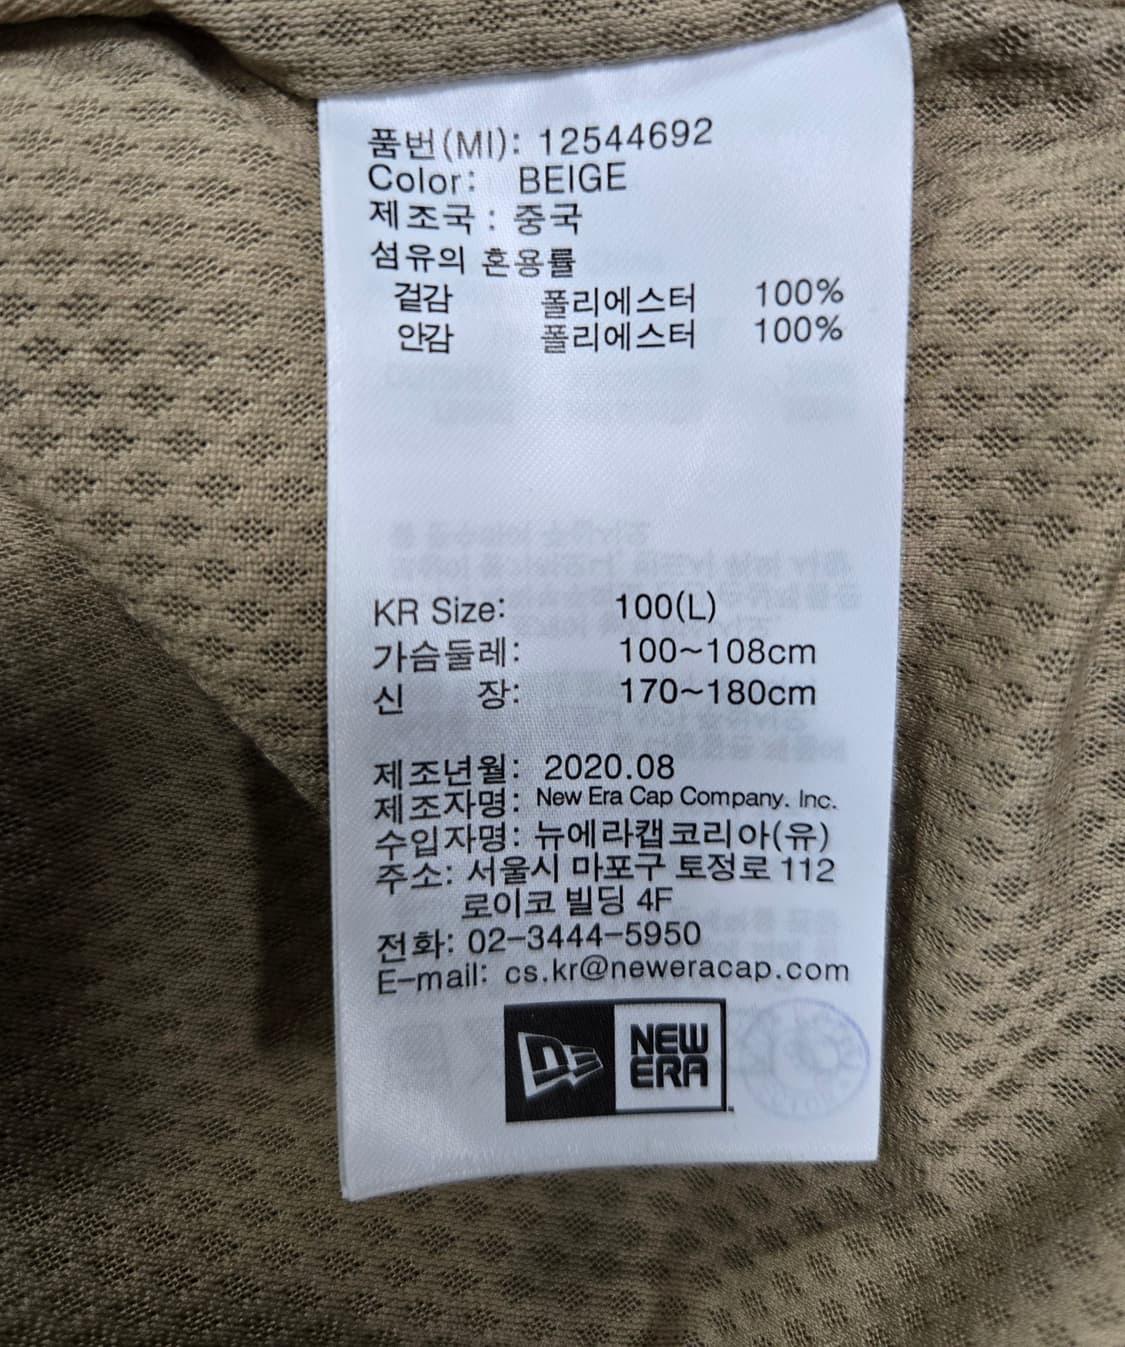 품번(MI): 12544692
Color: BEIGE
제조국 : 중국
섬유의 혼용률
겉감 폴리에스터 100%
안감 폴리에스터 100%
KR Size: 100(L)
가슴둘레: 100~108cm
신 장: 170~180cm
제조년월: 2020.08
제조자명: New Era Cap Company. Inc.
수입자명: 뉴에라캡코리아(유)
주소: 서울시 마포구 토정로 112
로이코 빌딩 4F
전화: 02-3444-5950
E-mail: cs.kr@neweracap.com
NEW
ERA